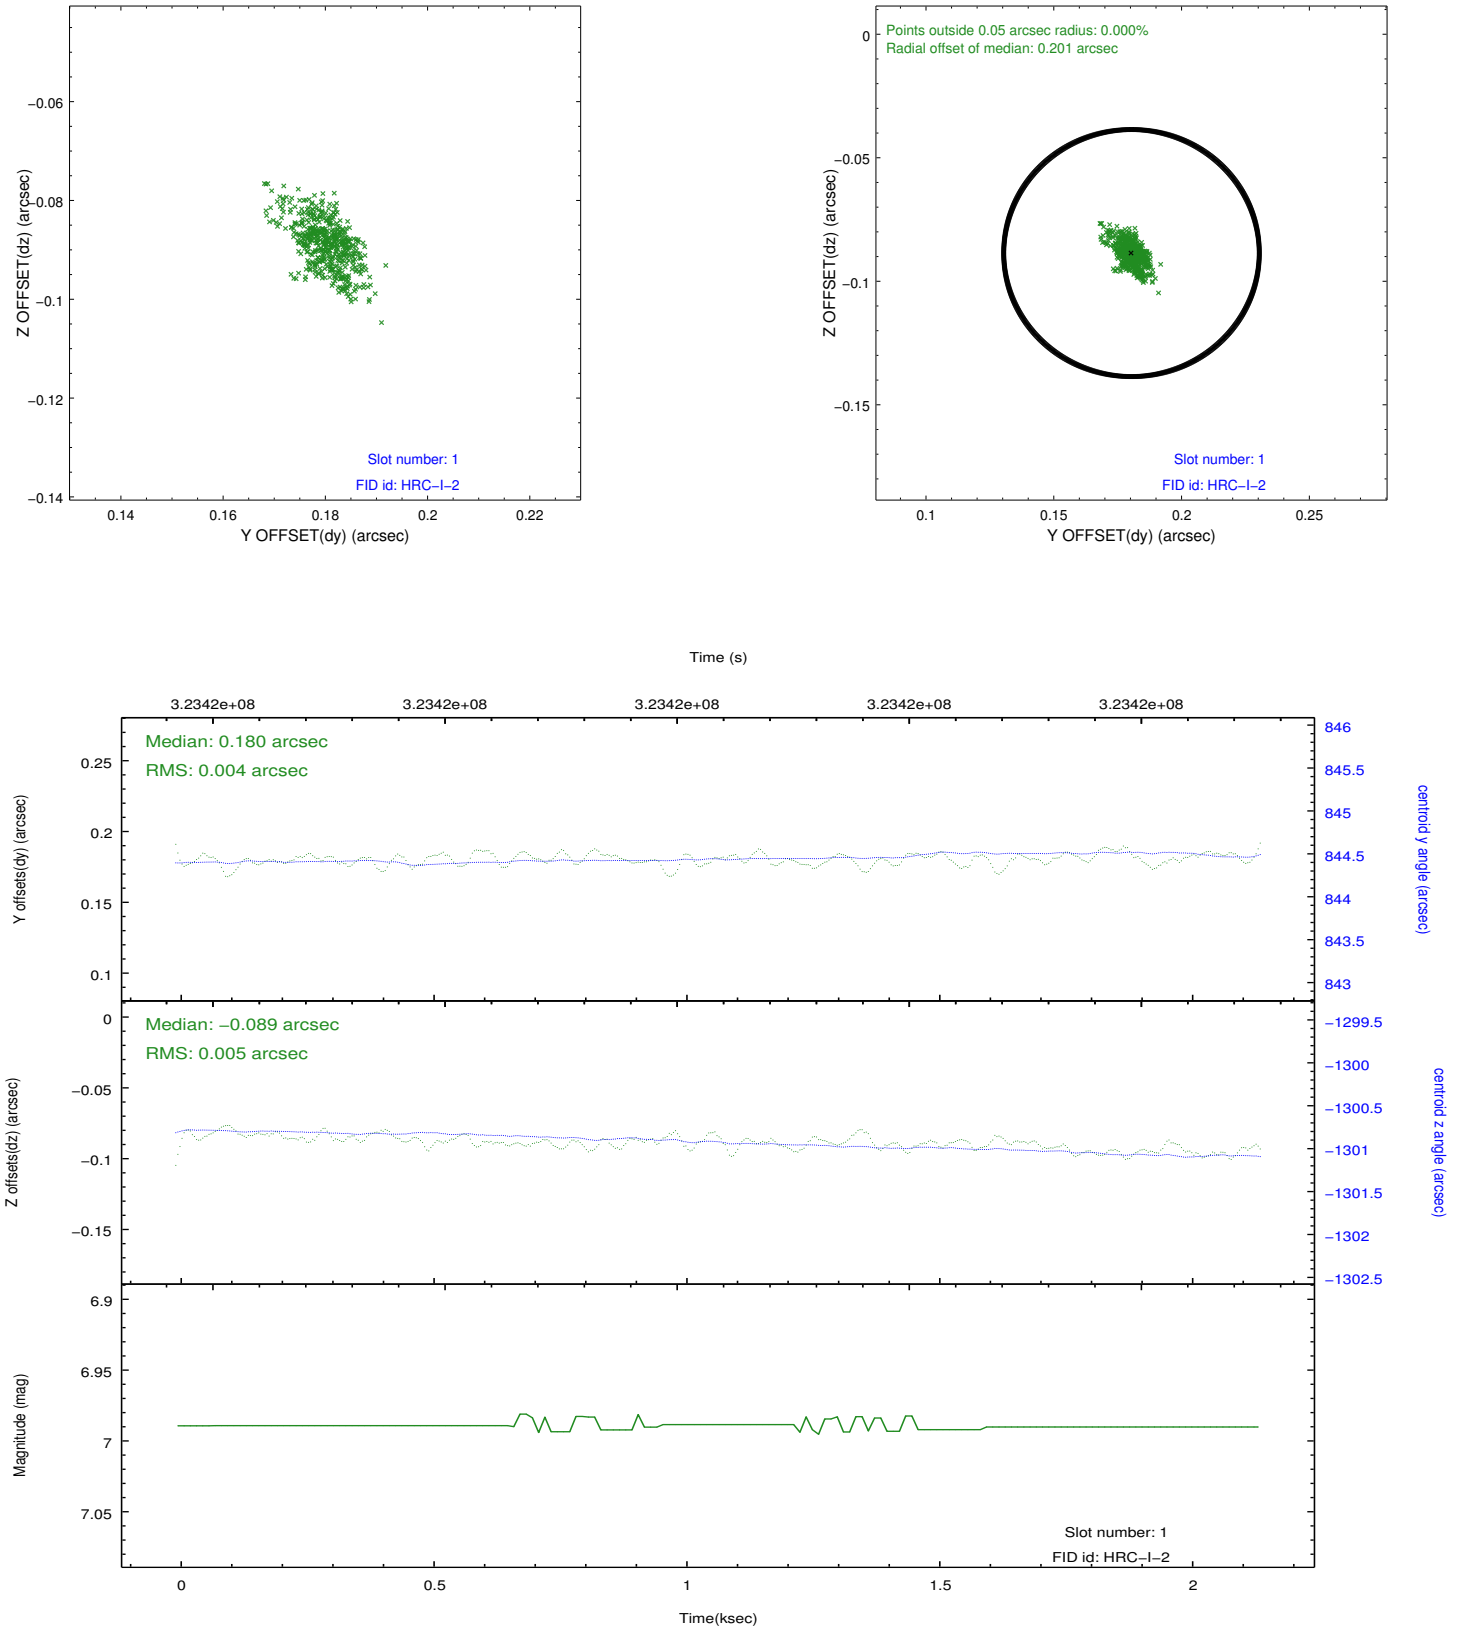 −0.06
−0.08
−0.1
−0.12
−0.14
Z OFFSET(dz) (arcsec)
Slot number: 1
FID id: HRC−I−2
0.14
0.16
0.18
0.2
0.22
Y OFFSET(dy) (arcsec)
Points outside 0.05 arcsec radius: 0.000%
Radial offset of median: 0.201 arcsec
0
−0.05
−0.1
−0.15
Z OFFSET(dz) (arcsec)
Slot number: 1
FID id: HRC−I−2
0.1
0.15
0.2
0.25
Y OFFSET(dy) (arcsec)
Time (s)
3.2342e+08
3.2342e+08
3.2342e+08
3.2342e+08
3.2342e+08
Median: 0.180 arcsec
RMS: 0.004 arcsec
0.25
0.2
0.15
0.1
Y offsets(dy) (arcsec)
846
845.5
845
844.5
844
843.5
843
centroid y angle (arcsec)
Median: −0.089 arcsec
RMS: 0.005 arcsec
0
−0.05
−0.1
−0.15
Z offsets(dz) (arcsec)
−1299.5
−1300
−1300.5
−1301
−1301.5
−1302
−1302.5
centroid z angle (arcsec)
6.9
6.95
7
7.05
Magnitude (mag)
Slot number: 1
FID id: HRC−I−2
0
0.5
1
1.5
2
Time(ksec)